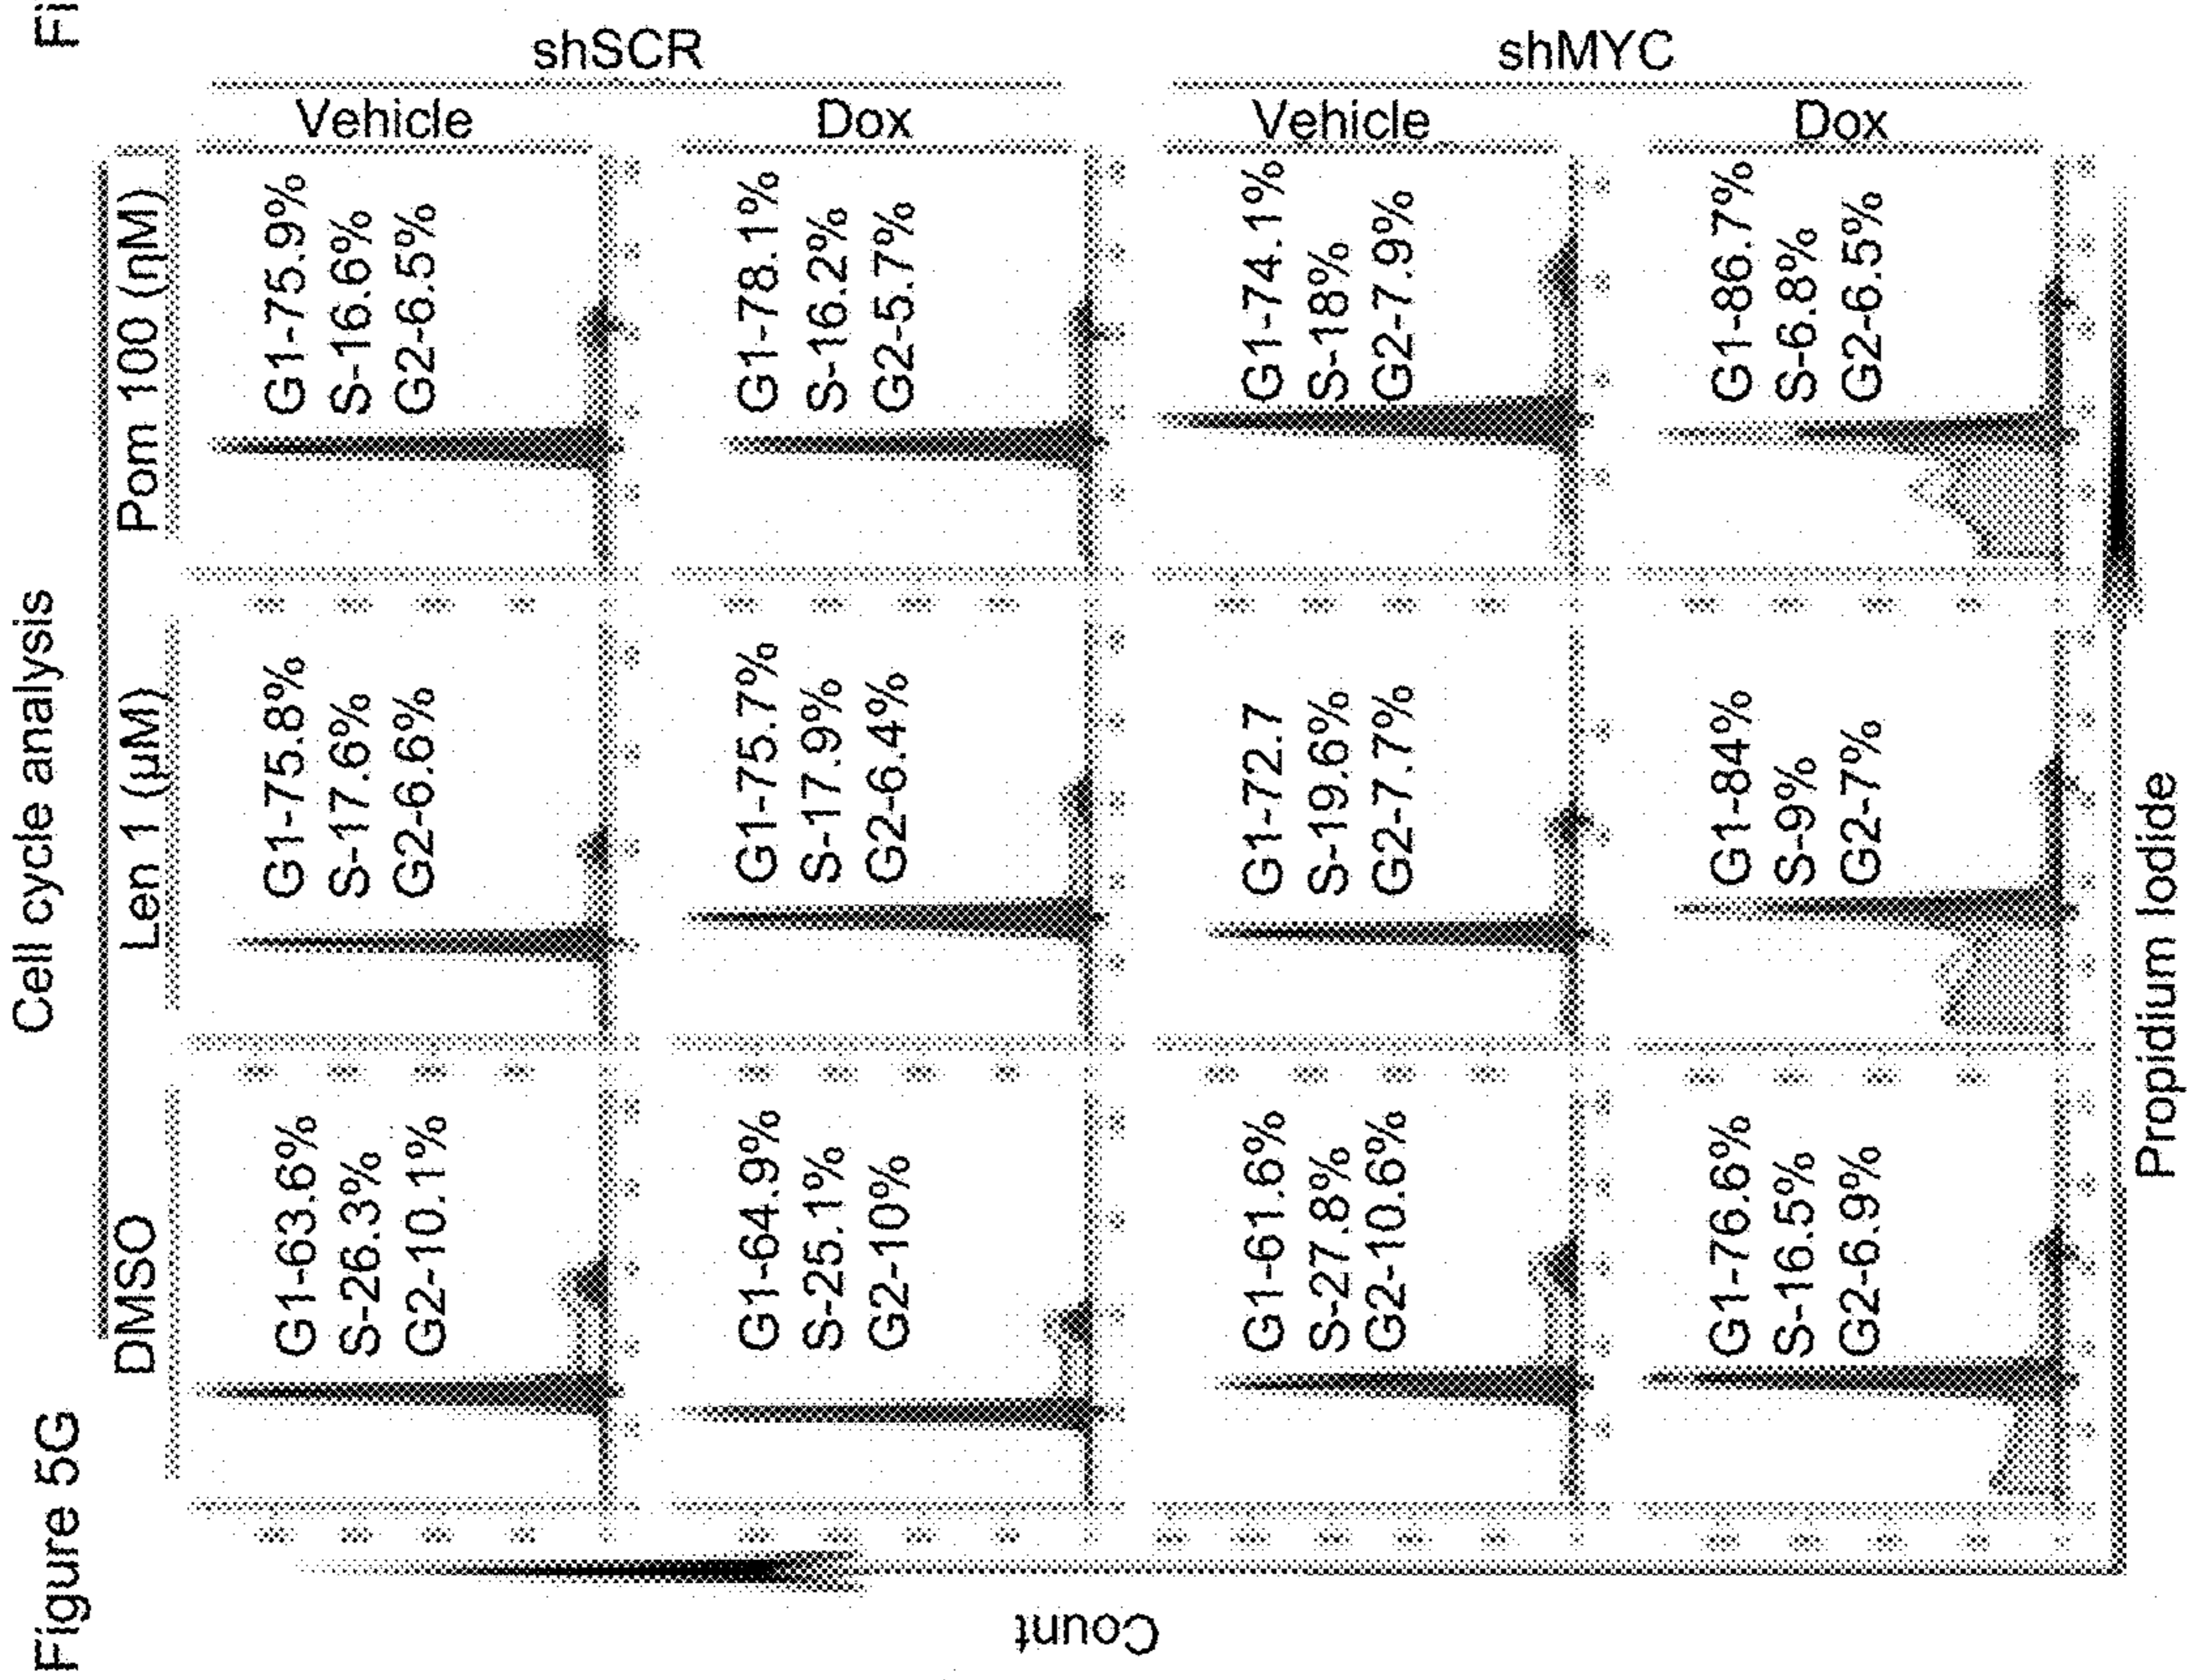 Fi
Figure 5G
Cell cycle analysis
DMSO
Len 1 (µM)
Pom 100 (ηM)
shSCR
Vehicle
G1-63.6%
S-26.3%
G2-10.1%
G1-75.8%
S-17.6%
G2-6.6%
G1-75.9%
S-16.6%
G2-6.5%
Dox
G1-64.9%
S-25.1%
G2-10%
G1-75.7%
S-17.9%
G2-6.4%
G1-78.1%
S-16.2%
G2-5.7%
shMYC
Vehicle
G1-61.6%
S-27.8%
G2-10.6%
G1-72.7
S-19.6%
G2-7.7%
G1-74.1%
S-18%
G2-7.9%
Dox
G1-76.6%
S-16.5%
G2-6.9%
G1-84%
S-9%
G2-7%
G1-86.7%
S-6.8%
G2-6.5%
Count
Propidium Iodide